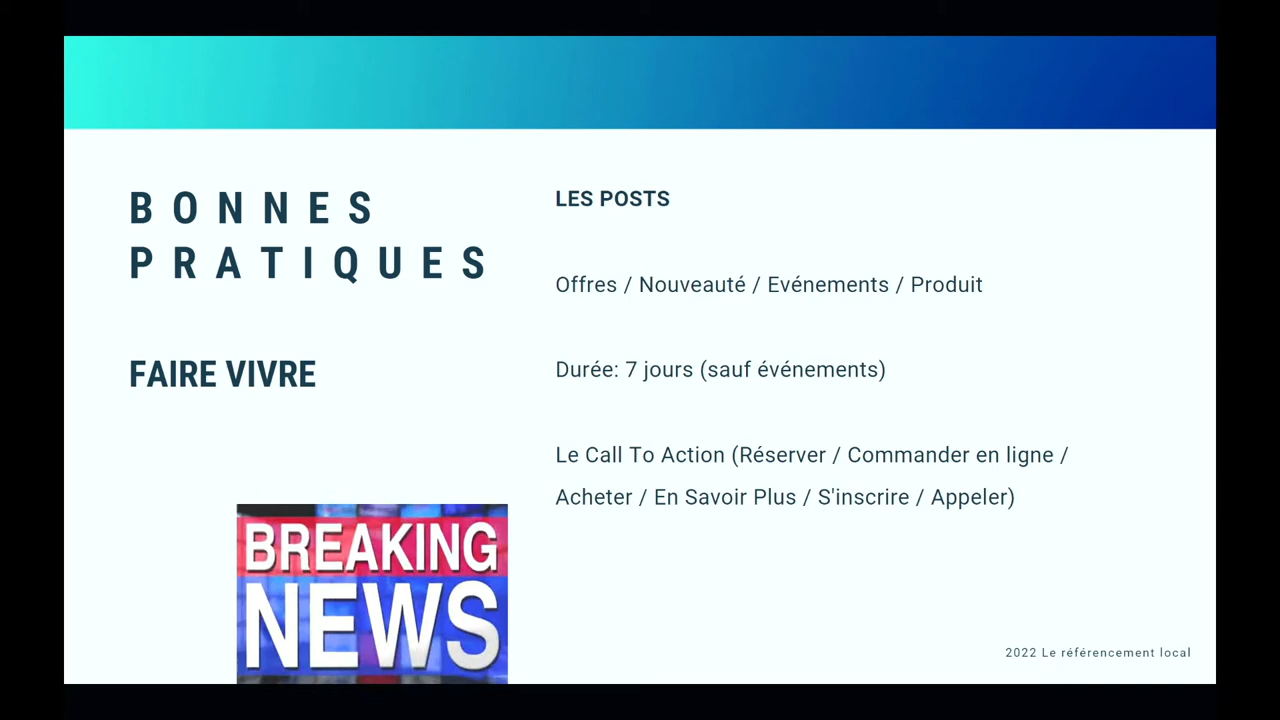 BONNES
PRATIQUES
FAIRE VIVRE
BREAKING
NEWS
LES POSTS
Offres / Nouveauté / Evénements / Produit
Durée: 7 jours (sauf événements)
Le Call To Action (Réserver / Commander en ligne /
Acheter / En Savoir Plus / S'inscrire / Appeler)
2022 Le référencement local